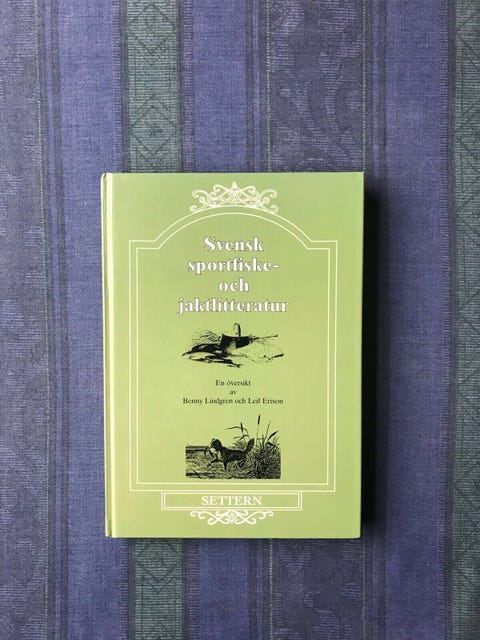 Svensk
sportfiske-
och
jaktlitteratur
En översikt
av
Benny Lindgren och Leif Erixon
SETTERN